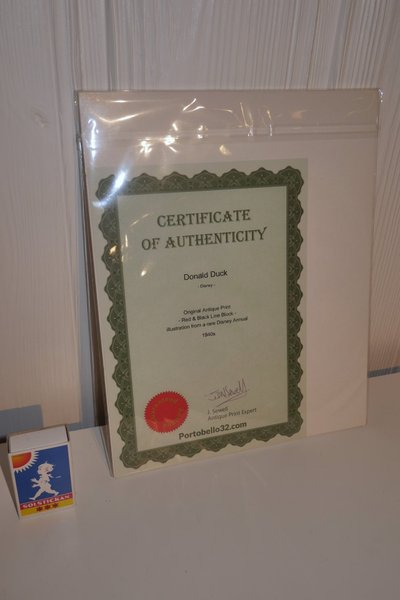 CERTIFICATE
OF AUTHENTICITY
Donald Duck
- Disney -
Original Antique Print
- Red & Black Line Block -
illustration from a rare Disney Annual
1940s
J. Sewell
Antique Print Expert
Portobello32.com
SOLSTICKAN